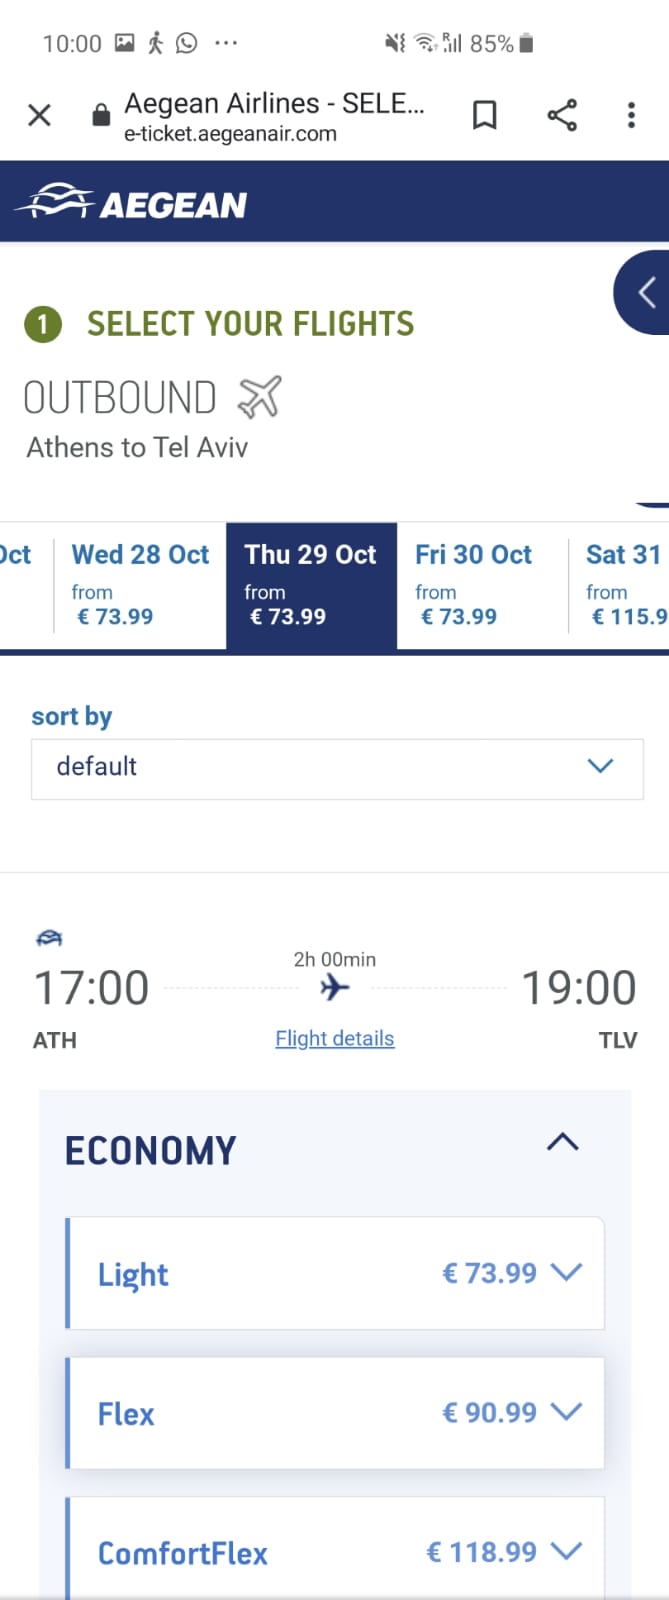 10:00 ... 85%
Aegean Airlines - SELE...
e-ticket.aegeanair.com
AEGEAN
1 SELECT YOUR FLIGHTS
OUTBOUND
Athens to Tel Aviv
Oct Wed 28 Oct Thu 29 Oct Fri 30 Oct Sat 31
from from from from
€ 73.99 € 73.99 € 73.99 € 115.9
sort by
default
2h 00min
17:00 19:00
ATH Flight details TLV
ECONOMY
Light € 73.99
Flex € 90.99
ComfortFlex € 118.99